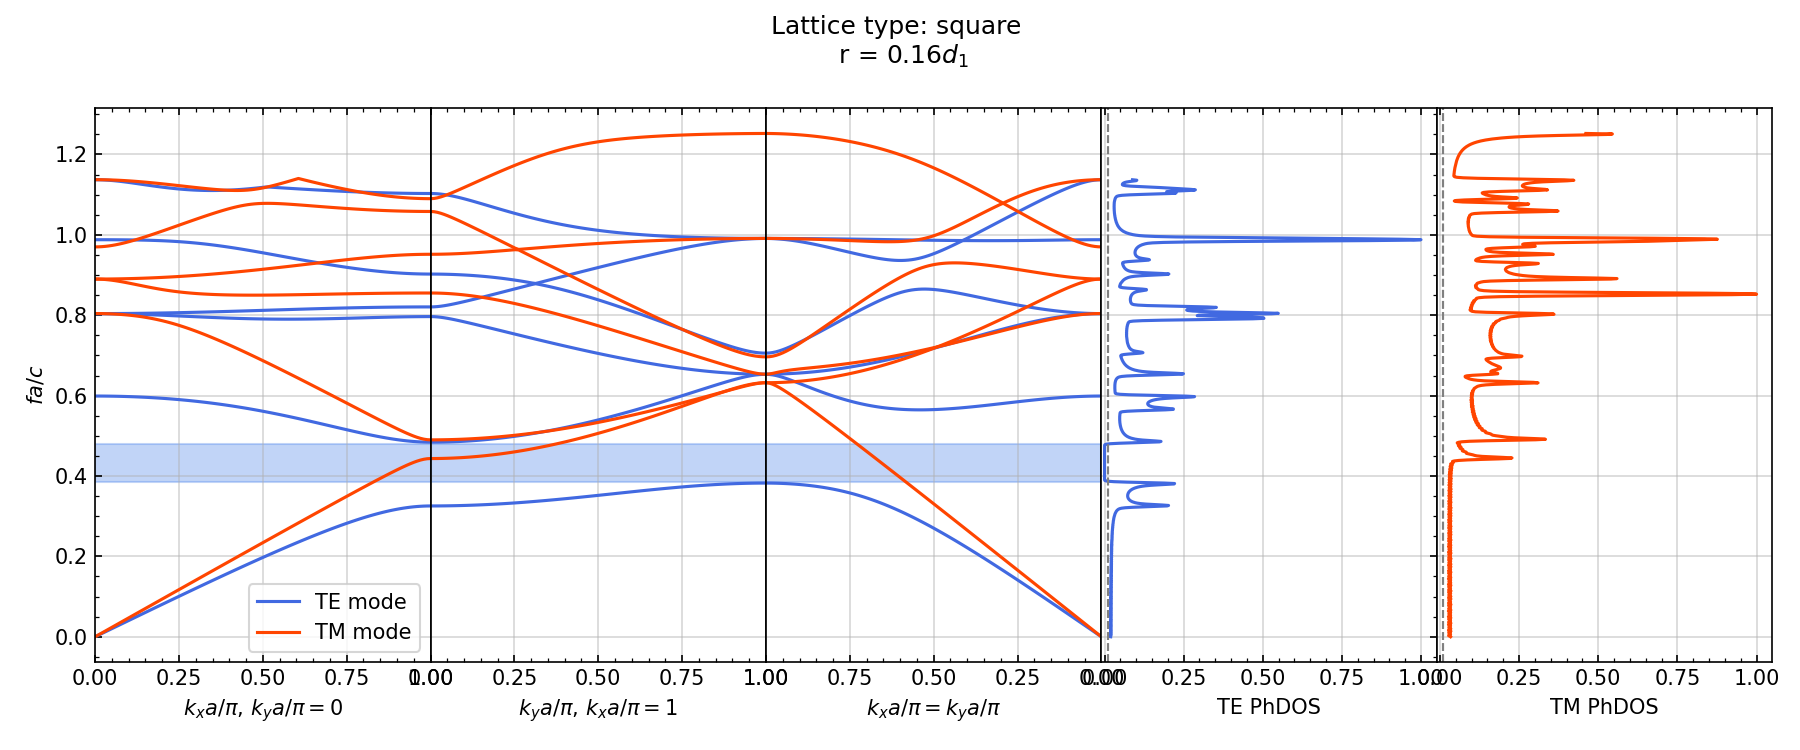 Lattice type: square
r = 0.16d₁
fa/c
1.2
1.0
0.8
0.6
0.4
0.2
0.0
TE mode
TM mode
0.00 0.25 0.50 0.75 1.00
0.00 0.25 0.50 0.75 1.00
1.00 0.75 0.50 0.25 0.00
0.00 0.25 0.50 0.75 1.00
0.00 0.25 0.50 0.75 1.00
kₓa/π, kᵧa/π = 0
kᵧa/π, kₓa/π = 1
kₓa/π = kᵧa/π
TE PhDOS
TM PhDOS